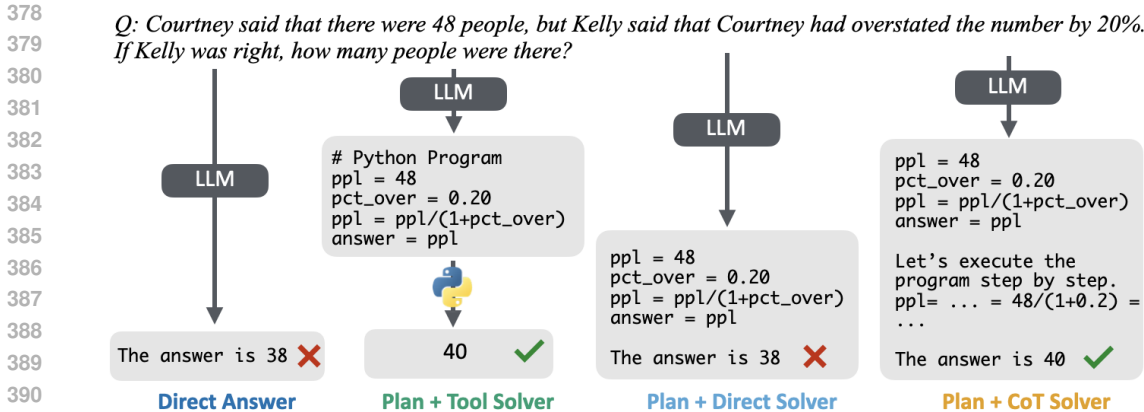 378
379
380
381
382
383
384
385
386
387
388
389
390
Q: Courtney said that there were 48 people, but Kelly said that Courtney had overstated the number by 20%.
If Kelly was right, how many people were there?
LLM
The answer is 38
Direct Answer
LLM
# Python Program
ppl = 48
pct_over = 0.20
ppl = ppl/(1+pct_over)
answer = ppl
40
Plan + Tool Solver
LLM
ppl = 48
pct_over = 0.20
ppl = ppl/(1+pct_over)
answer = ppl
The answer is 38
Plan + Direct Solver
LLM
ppl = 48
pct_over = 0.20
ppl = ppl/(1+pct_over)
answer = ppl
Let's execute the
program step by step.
ppl= ... = 48/(1+0.2) =
...
The answer is 40
Plan + CoT Solver